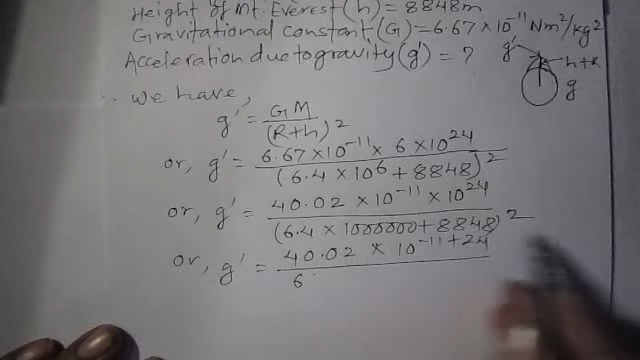 Height of Mt. Everest (h) = 8848m
Gravitational constant (G) = 6.67 × 10⁻¹¹ Nm²/kg²
Acceleration due to gravity (g') = ?
g'
h+R
g
we have,
g' = GM/(R+h)²
or, g' = 6.67 × 10⁻¹¹ × 6 × 10²⁴/(6.4 × 10⁶ + 8848)²
or, g' = 40.02 × 10⁻¹¹ × 10²⁴/(6.4 × 1000000 + 8848)²
or, g' = 40.02 × 10⁻¹¹⁺²⁴/6